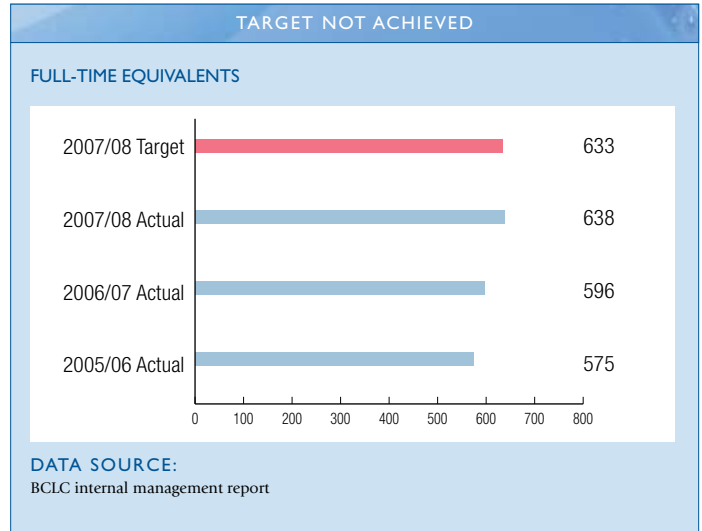 TARGET NOT ACHIEVED
FULL-TIME EQUIVALENTS
2007/08 Target 633
2007/08 Actual 638
2006/07 Actual 596
2005/06 Actual 575
0 100 200 300 400 500 600 700 800
DATA SOURCE:
BCLC internal management report